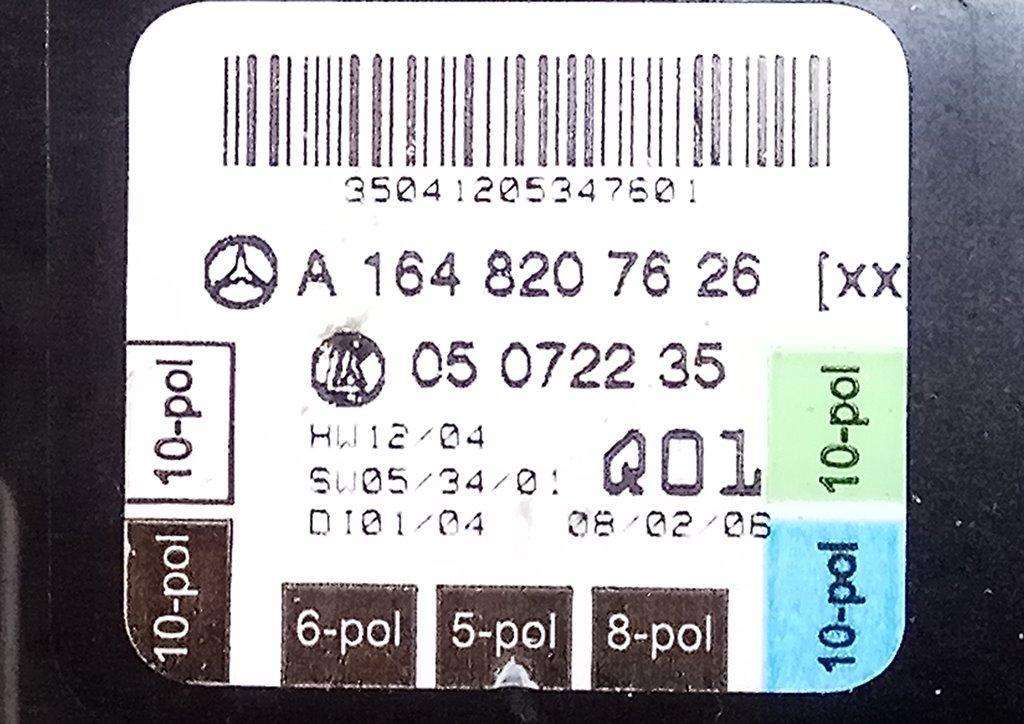 35041205347601
A 164 820 76 26 [xx
05 0722 35
HW12/04
SW05/34/01
Q01
DI01/04
08/02/06
10-pol
10-pol
6-pol
5-pol
8-pol
10-pol
10-pol